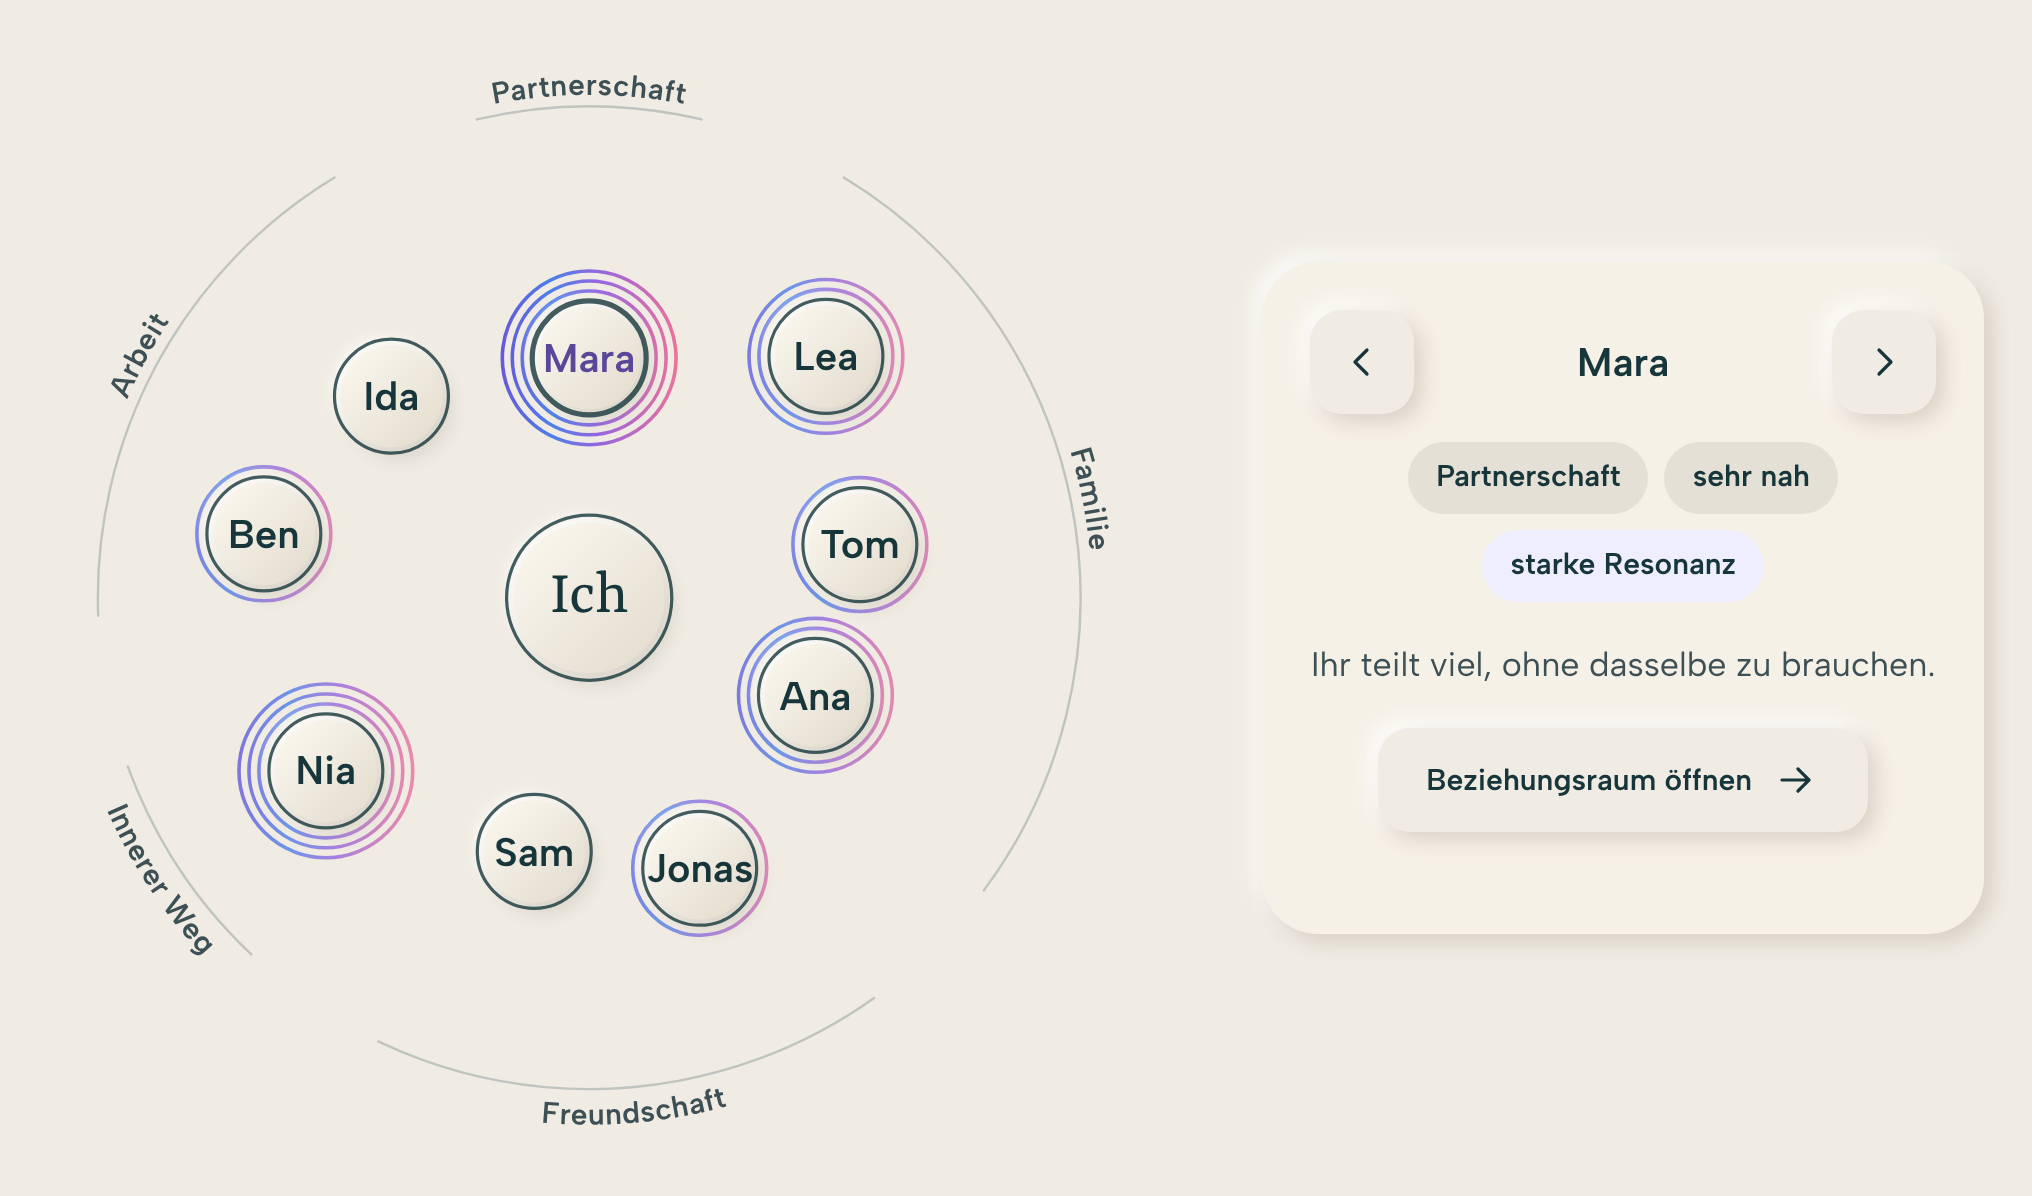 Partnerschaft
Arbeit
Familie
Innerer Weg
Freundschaft
Mara
Lea
Ida
Ben
Tom
Ich
Ana
Nia
Sam
Jonas
Mara
Partnerschaft
sehr nah
starke Resonanz
Ihr teilt viel, ohne dasselbe zu brauchen.
Beziehungsraum öffnen